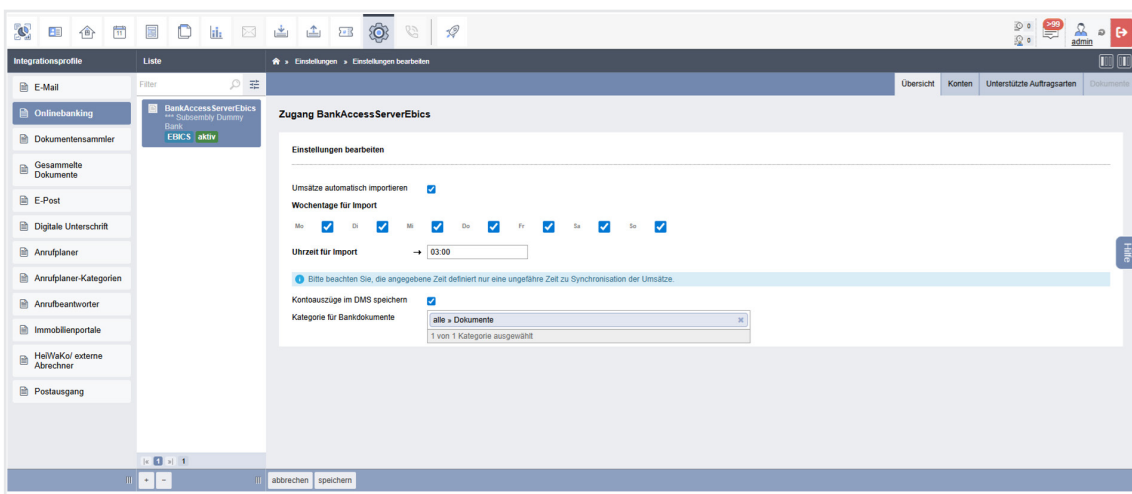 11
>99
admin
Integrationsprofile
Liste
» Einstellungen » Einstellungen bearbeiten
E-Mail
Onlinebanking
Dokumentensammler
Gesammelte
Dokumente
E-Post
Digitale Unterschrift
Anrufplaner
Anrufplaner-Kategorien
Anrufbeantworter
Immobilienportale
HeiWaKo/ externe
Abrechner
Postausgang
Filter
BankAccessServerEbics
*** Subsembly Dummy
Bank
EBICS aktiv
1 1
+ −
Übersicht Konten Unterstützte Auftragsarten Dokumente
Zugang BankAccessServerEbics
Einstellungen bearbeiten
Umsätze automatisch importieren
Wochentage für Import
Mo Di Mi Do Fr Sa So
Uhrzeit für Import → 03:00
Bitte beachten Sie, die angegebene Zeit definiert nur eine ungefähre Zeit zu Synchronisation der Umsätze.
Kontoauszüge im DMS speichern
Kategorie für Bankdokumente
alle » Dokumente
1 von 1 Kategorie ausgewählt
Hilfe
abbrechen speichern